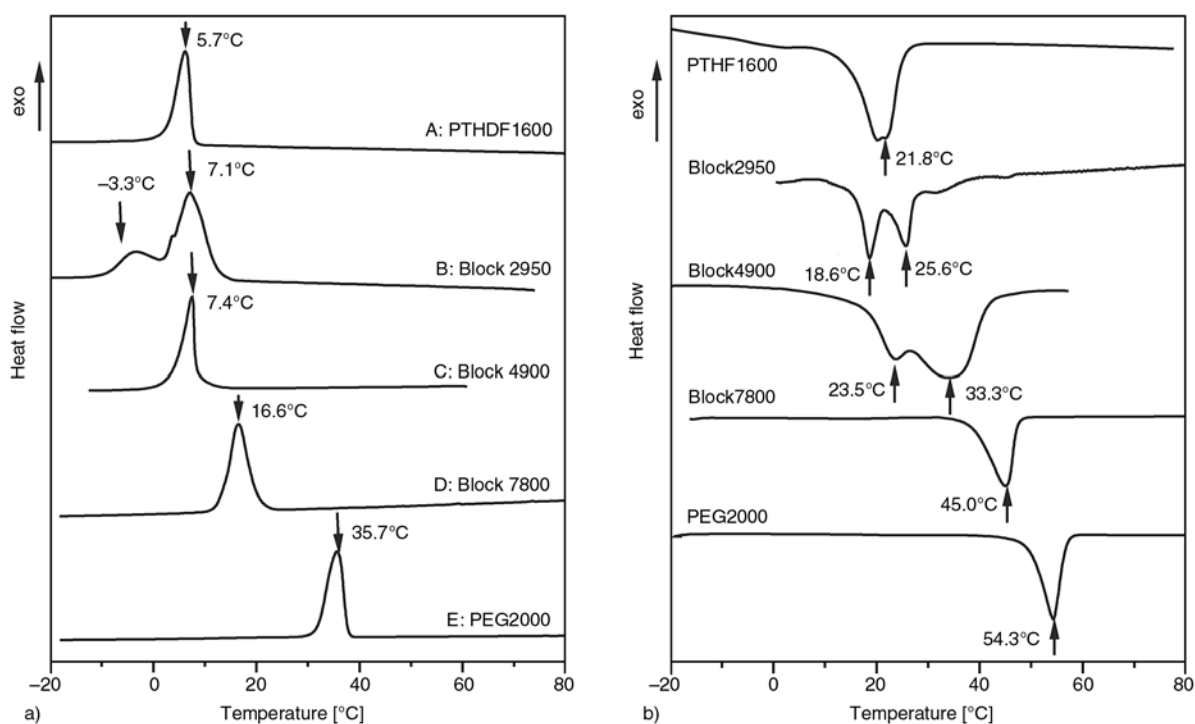 5.7°C
exo
A: PTHDF1600
7.1°C
–3.3°C
B: Block 2950
7.4°C
Heat flow
C: Block 4900
16.6°C
D: Block 7800
35.7°C
E: PEG2000
–20 0 20 40 60 80
a) Temperature [°C]
PTHF1600
exo
21.8°C
Block2950
18.6°C 25.6°C
Block4900
Heat flow
23.5°C 33.3°C
Block7800
45.0°C
PEG2000
54.3°C
–20 0 20 40 60 80
b) Temperature [°C]